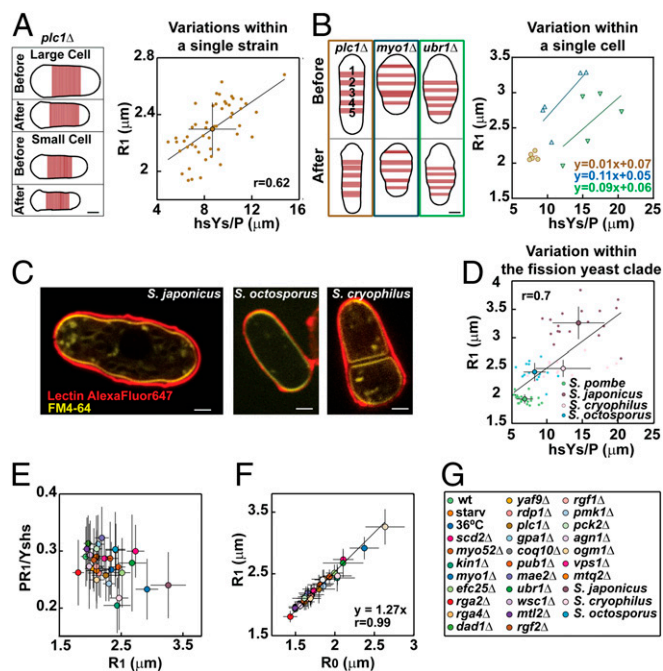 A
plc1Δ
Large Cell
Before
After
Small Cell
Before
After
Variations within
a single strain
R1 (μm)
2.8
2.4
2
4
8
12
16
hsYs/P (μm)
r=0.62
B
plc1Δ
myo1Δ
ubr1Δ
Before
1
2
3
4
5
After
Variation within
a single cell
R1 (μm)
3.5
3
2.5
2
1.5
y=0.01x+0.07
y=0.11x+0.05
y=0.09x+0.06
5
10
15
20
25
hsYs/P (μm)
C
S. japonicus
S. octosporus
S. cryophilus
Lectin AlexaFluor647
FM4-64
D
Variation within
the fission yeast clade
r=0.7
R1 (μm)
4
3.5
3
2.5
2
1.5
S. pombe
S. japonicus
S. cryophilus
S. octosporus
5
10
15
20
25
hsYs/P (μm)
E
PR1/Yshs
0.4
0.3
0.2
1.5
2.5
3.5
R1 (μm)
F
R1 (μm)
3.5
2.5
1.5
y = 1.27x
r=0.99
1
1.5
2
2.5
3
R0 (μm)
G
wt
starv
36ºC
scd2Δ
myo52Δ
kin1Δ
myo1Δ
efc25Δ
rga2Δ
rga4Δ
dad1Δ
yaf9Δ
rdp1Δ
plc1Δ
gpa1Δ
coq10Δ
pub1Δ
mae2Δ
ubr1Δ
wsc1Δ
mtl2Δ
rgf2Δ
rgf1Δ
pmk1Δ
pck2Δ
agn1Δ
ogm1Δ
vps1Δ
mtq2Δ
S. japonicus
S. cryophilus
S. octosporus